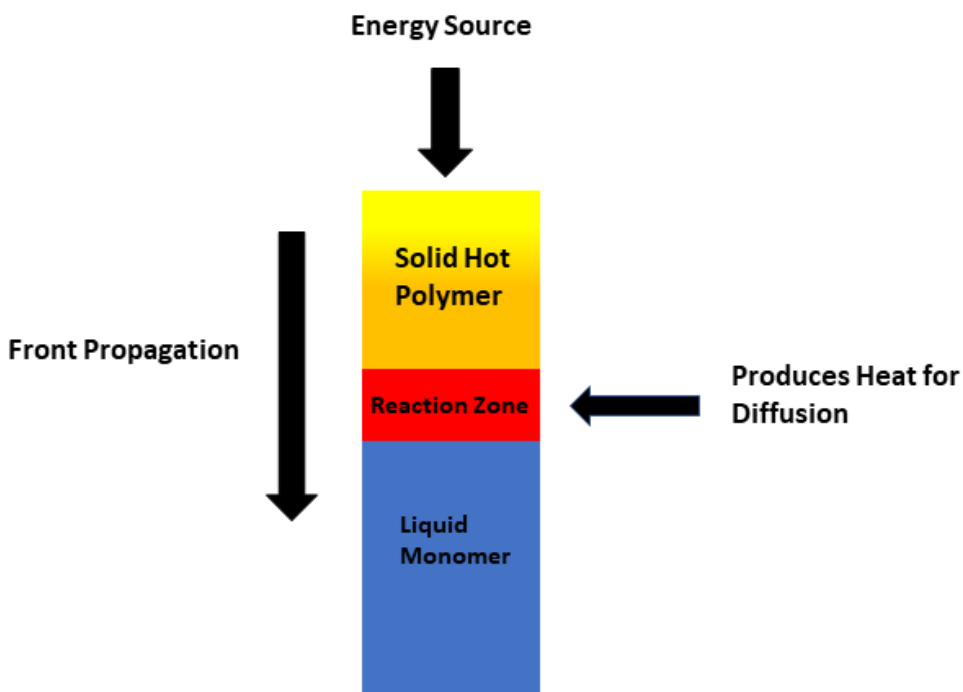 Energy Source
Solid Hot
Polymer
Front Propagation
Reaction Zone
Produces Heat for
Diffusion
Liquid
Monomer